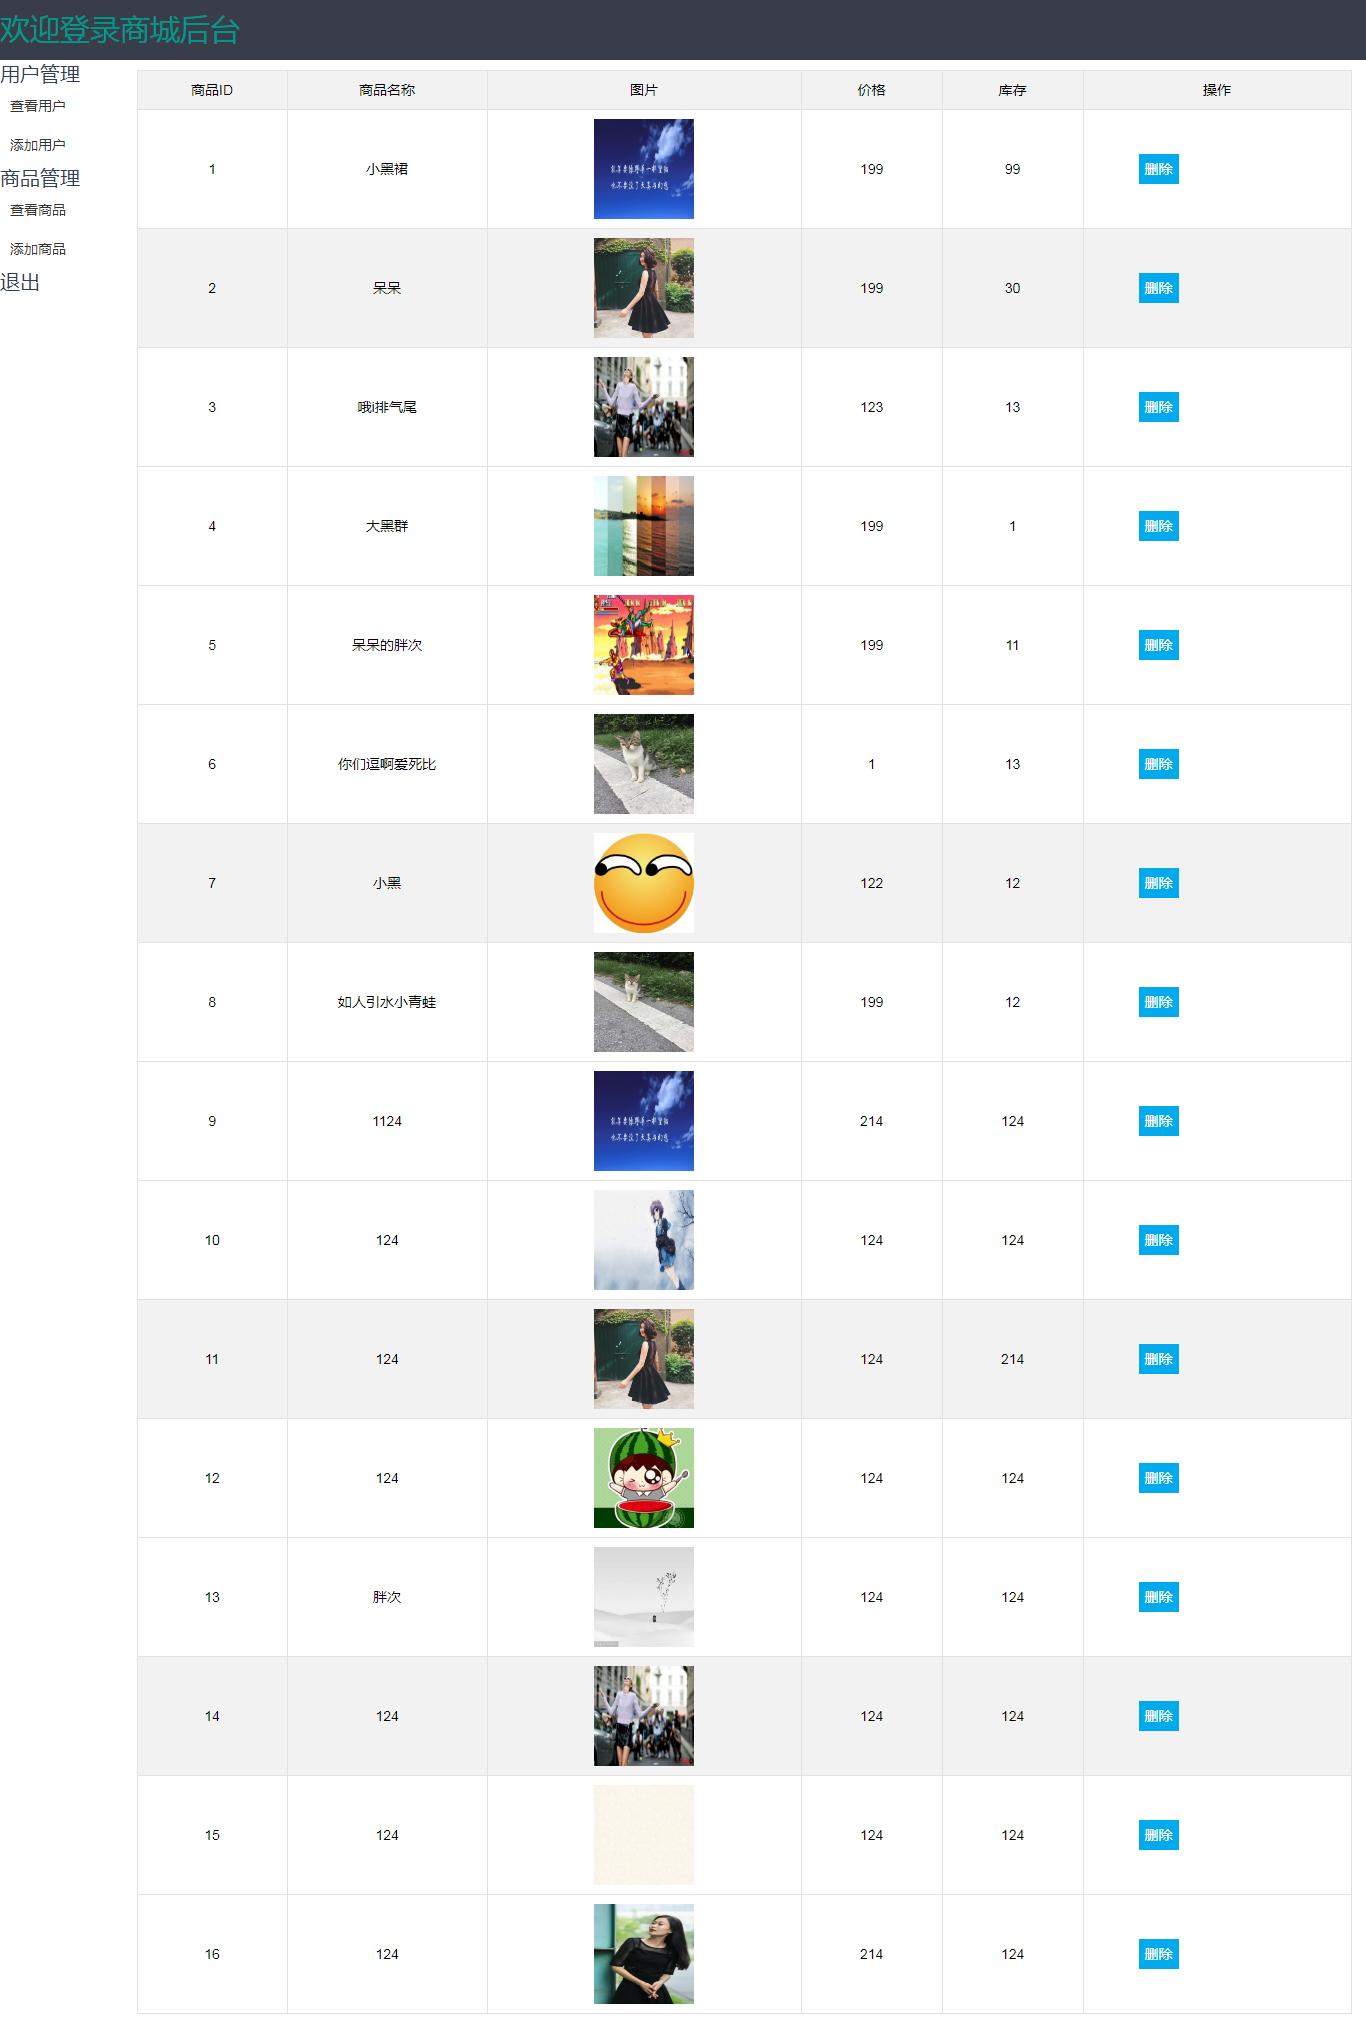 欢迎登录商城后台
用户管理
查看用户
添加用户
商品管理
查看商品
添加商品
退出
商品ID 商品名称 图片 价格 库存 操作
1 小黑裙 199 99 删除
2 呆呆 199 30 删除
3 哦i排气尾 123 13 删除
4 大黑群 199 1 删除
5 呆呆的胖次 199 11 删除
6 你们逗啊爱死比 1 13 删除
7 小黑 122 12 删除
8 如人引水小青蛙 199 12 删除
9 1124 214 124 删除
10 124 124 124 删除
11 124 124 214 删除
12 124 124 124 删除
13 胖次 124 124 删除
14 124 124 124 删除
15 124 124 124 删除
16 124 214 124 删除